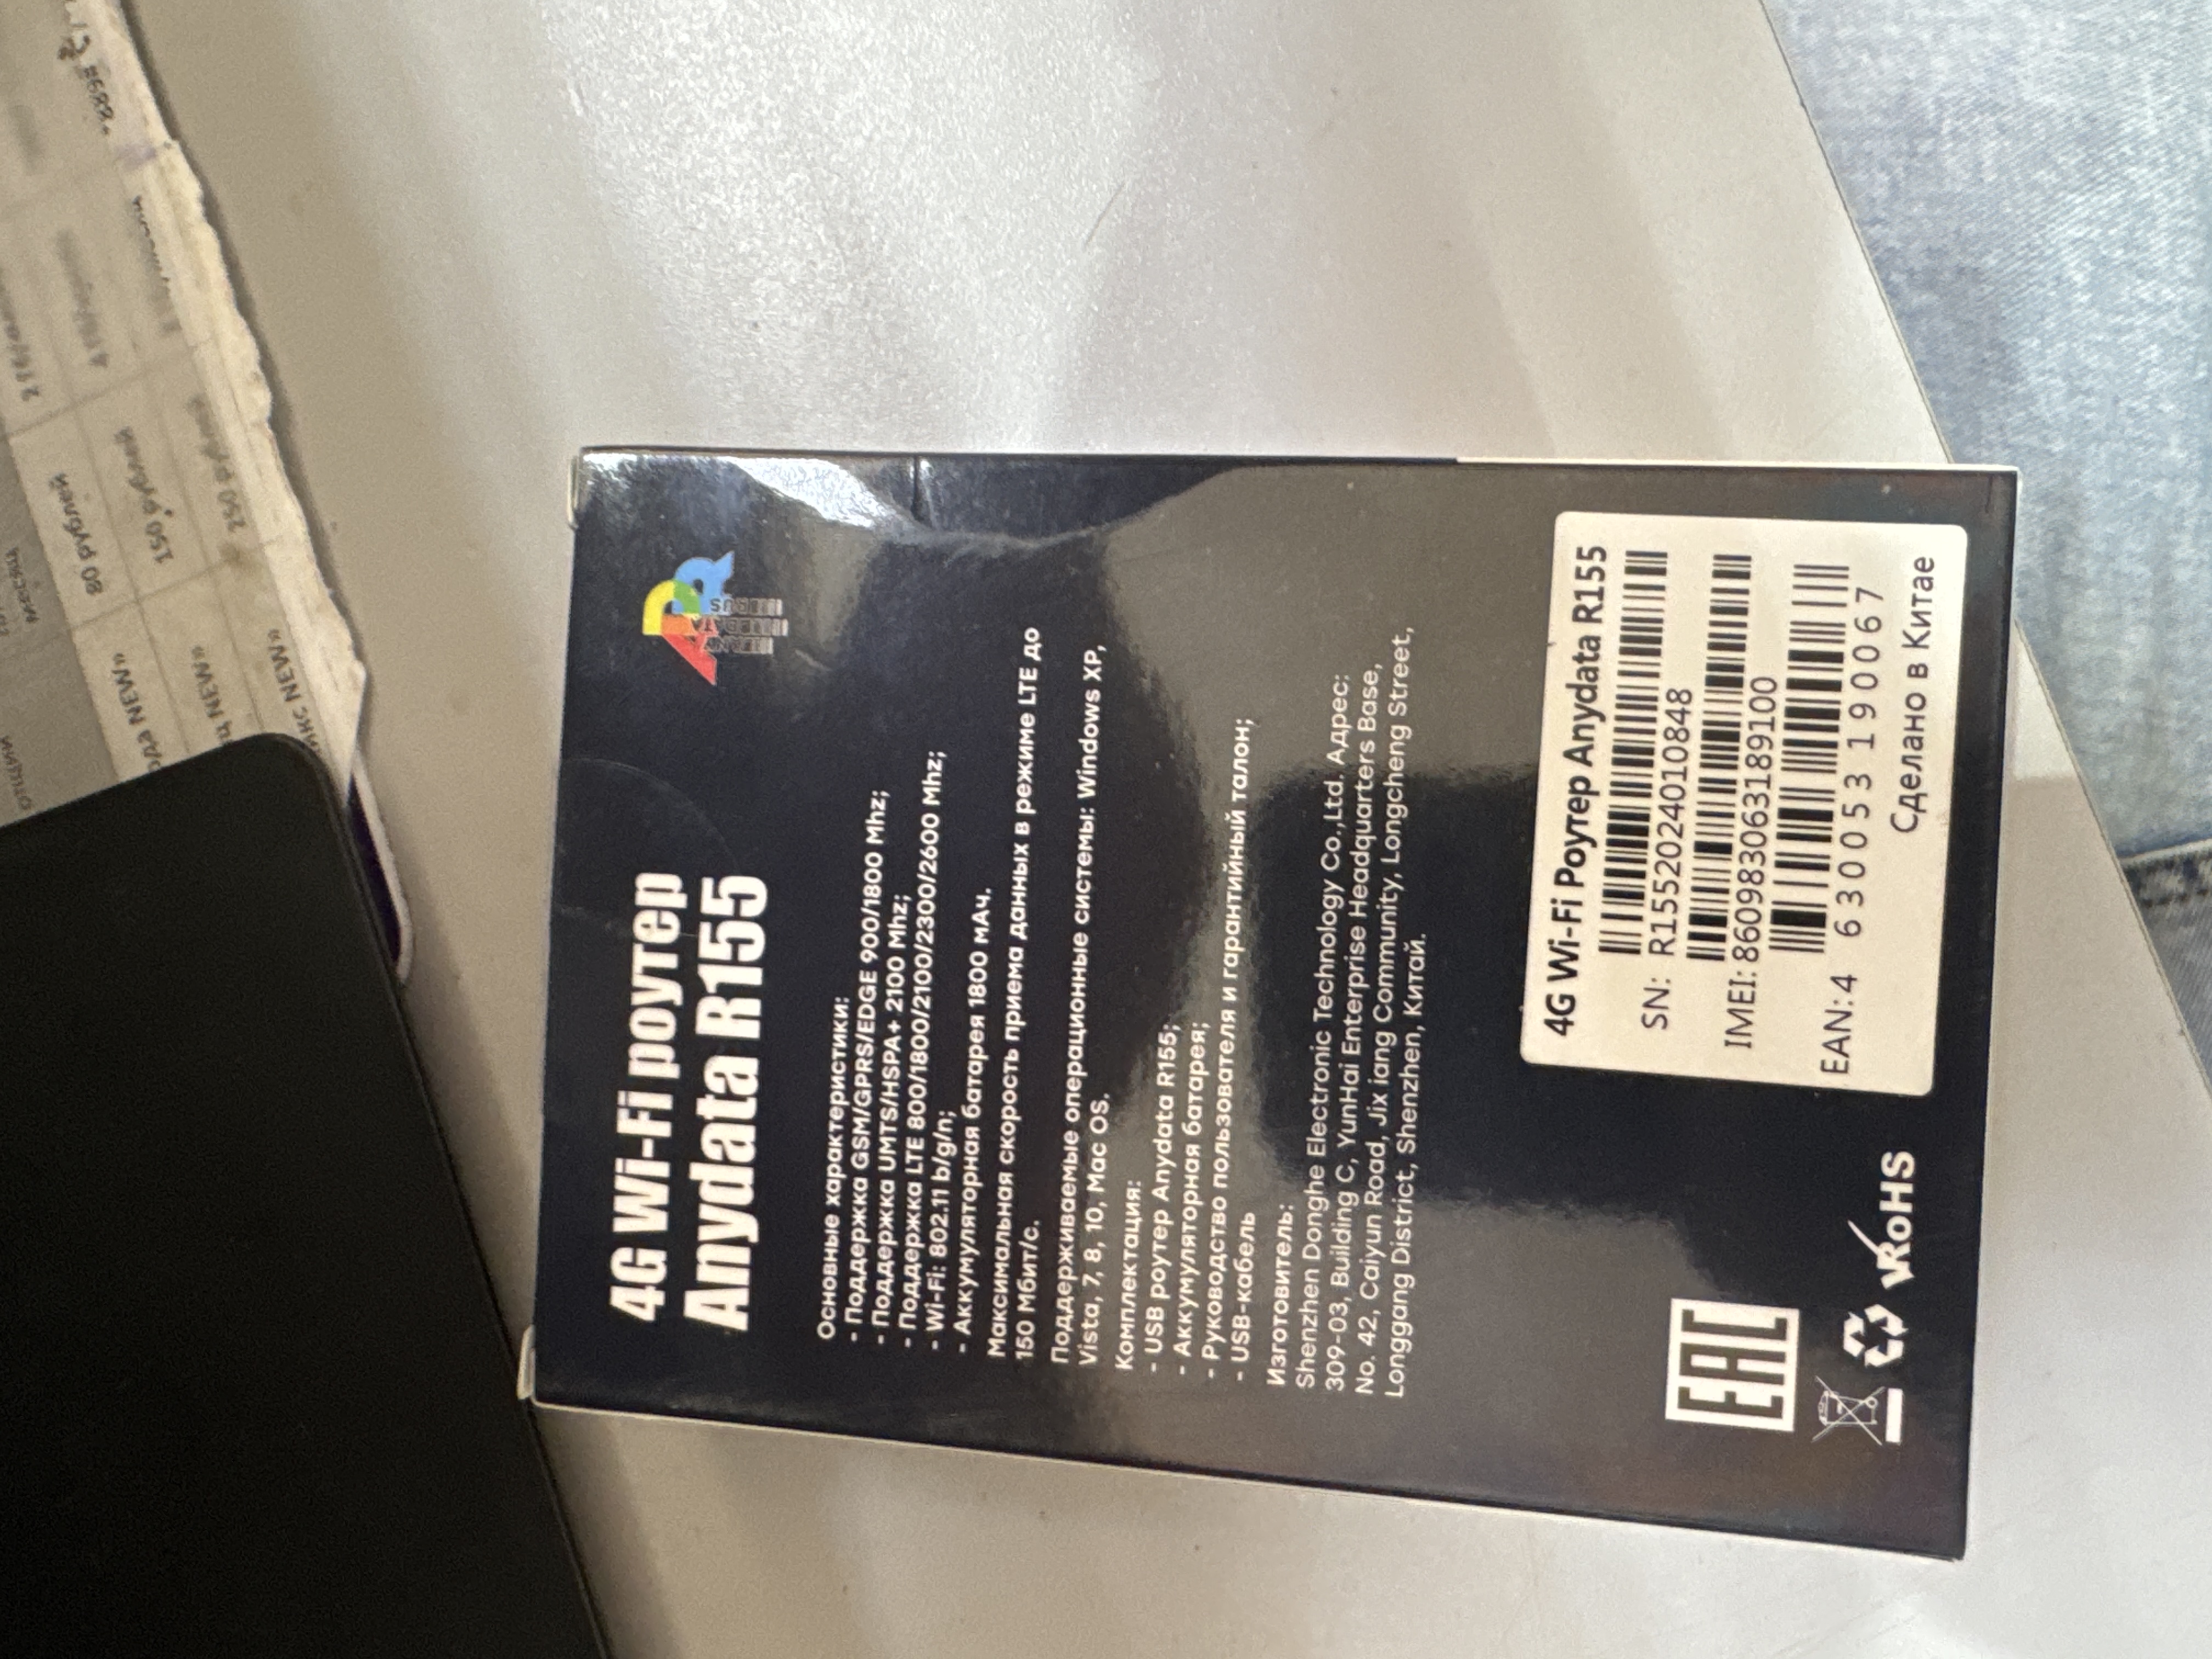 4G Wi-Fi роутер
Anydata R155
ANY
DATA
RUS
Основные характеристики:
- Поддержка GSM/GPRS/EDGE 900/1800 Mhz;
- Поддержка UMTS/HSPA+ 2100 Mhz;
- Поддержка LTE 800/1800/2100/2300/2600 Mhz;
- Wi-Fi: 802.11 b/g/n;
- Аккумуляторная батарея 1800 мАч.
Максимальная скорость приема данных в режиме LTE до
150 Мбит/с.
Поддерживаемые операционные системы: Windows XP,
Vista, 7, 8, 10, Mac OS.
Комплектация:
- USB роутер Anydata R155;
- Аккумуляторная батарея;
- Руководство пользователя и гарантийный талон;
- USB-кабель
Изготовитель:
Shenzhen Donghe Electronic Technology Co.,Ltd. Адрес:
309-03, Building C, YunHai Enterprise Headquarters Base,
No. 42, Caiyun Road, Jix iang Community, Longcheng Street,
Longgang District, Shenzhen, Китай.
EAC
RoHS
4G Wi-Fi Роутер Anydata R155
SN: R1552024010848
IMEI: 860983063189100
EAN: 4 630053 190067
Сделано в Китае
месяц
80 рублей
150 рублей
250 рублей
NEW»
NEW»
NEW»